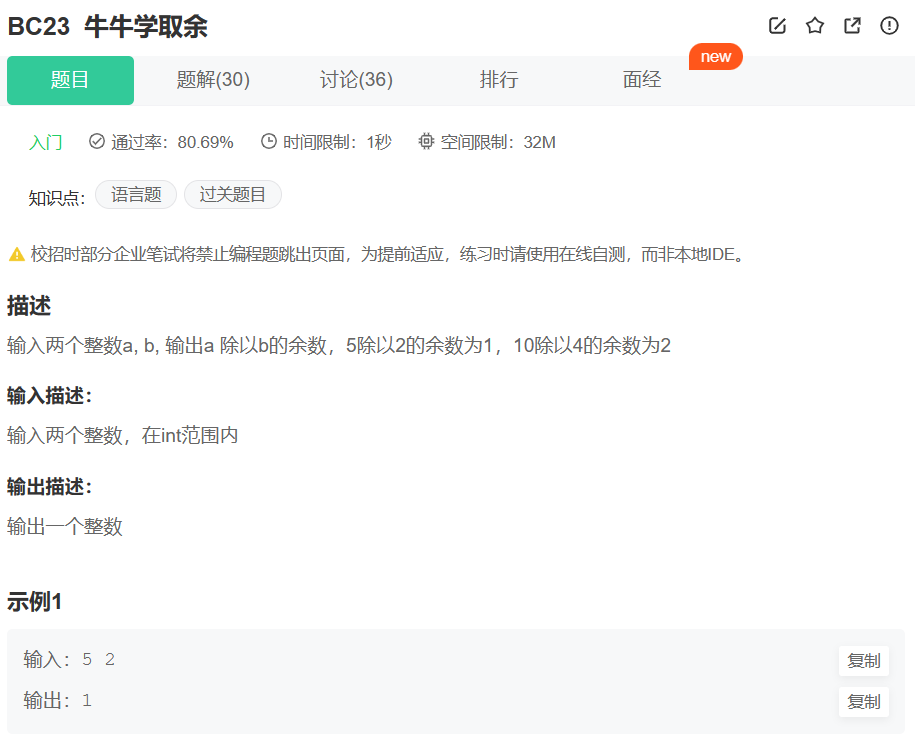 BC23 牛牛学取余
new
题目 题解(30) 讨论(36) 排行 面经
入门 通过率：80.69% 时间限制：1秒 空间限制：32M
知识点： 语言题 过关题目
校招时部分企业笔试将禁止编程题跳出页面，为提前适应，练习时请使用在线自测，而非本地IDE。
描述
输入两个整数a, b, 输出a 除以b的余数，5除以2的余数为1，10除以4的余数为2
输入描述：
输入两个整数，在int范围内
输出描述：
输出一个整数
示例1
输入：5 2 复制
输出：1 复制